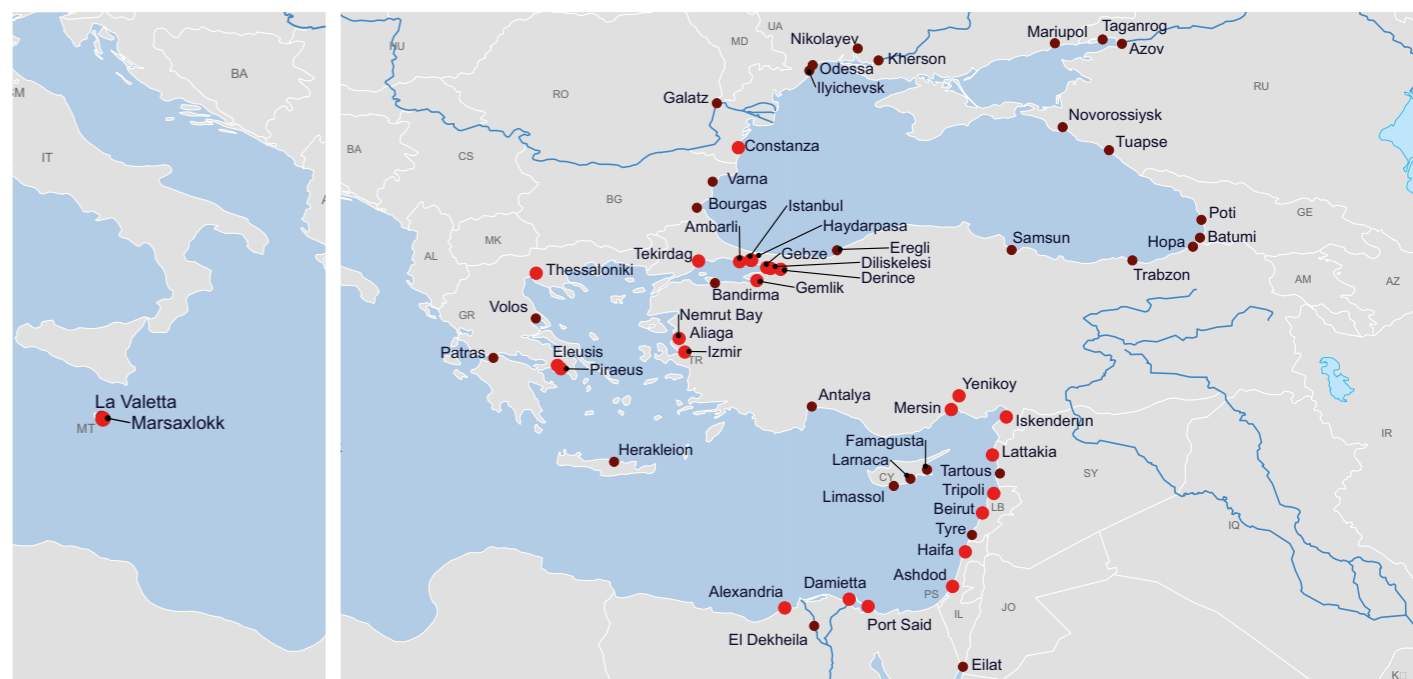 BA
SM
IT
La Valetta
Marsaxlokk
MT
HU
MD
UA
Nikolayev
Kherson
Odessa
Ilyichevsk
Mariupol
Taganrog
Azov
RO
RU
Galatz
Novorossiysk
Tuapse
BA
CS
Constanza
Varna
BG
Bourgas
Istanbul
Ambarli
Haydarpasa
Poti
GE
MK
AL
Tekirdag
Gebze
Eregli
Diliskelesi
Derince
Samsun
Hopa
Batumi
Trabzon
Thessaloniki
Bandirma
Gemlik
AM
AZ
Volos
GR
Nemrut Bay
Aliaga
Izmir
TR
Patras
Eleusis
Piraeus
Antalya
Yenikoy
Mersin
Iskenderun
IR
Herakleion
Famagusta
Larnaca
CY
Limassol
Lattakia
Tartous
SY
Tripoli
Beirut
LB
Tyre
IQ
Haifa
Ashdod
PS
IL
JO
Alexandria
Damietta
Port Said
El Dekheila
Eilat